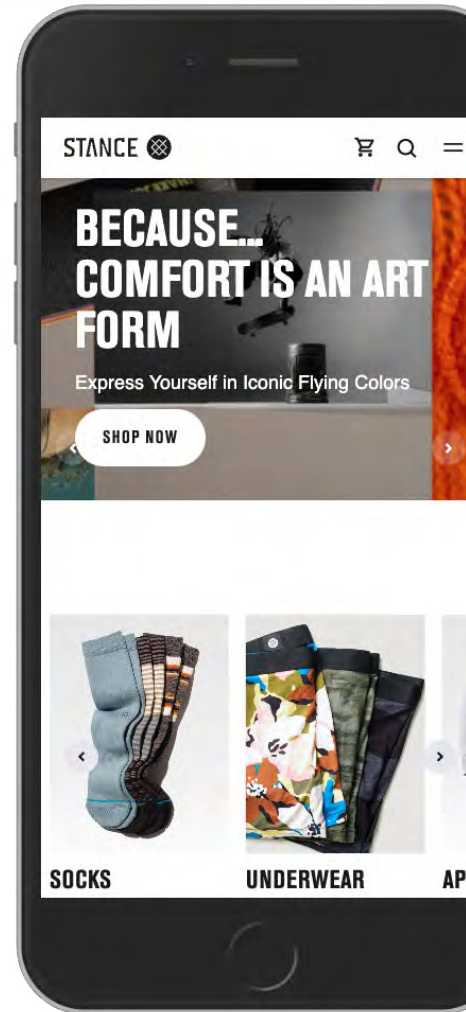 STANCE
BECAUSE...
COMFORT IS AN ART
FORM
Express Yourself in Iconic Flying Colors
SHOP NOW
SOCKS
UNDERWEAR
AP